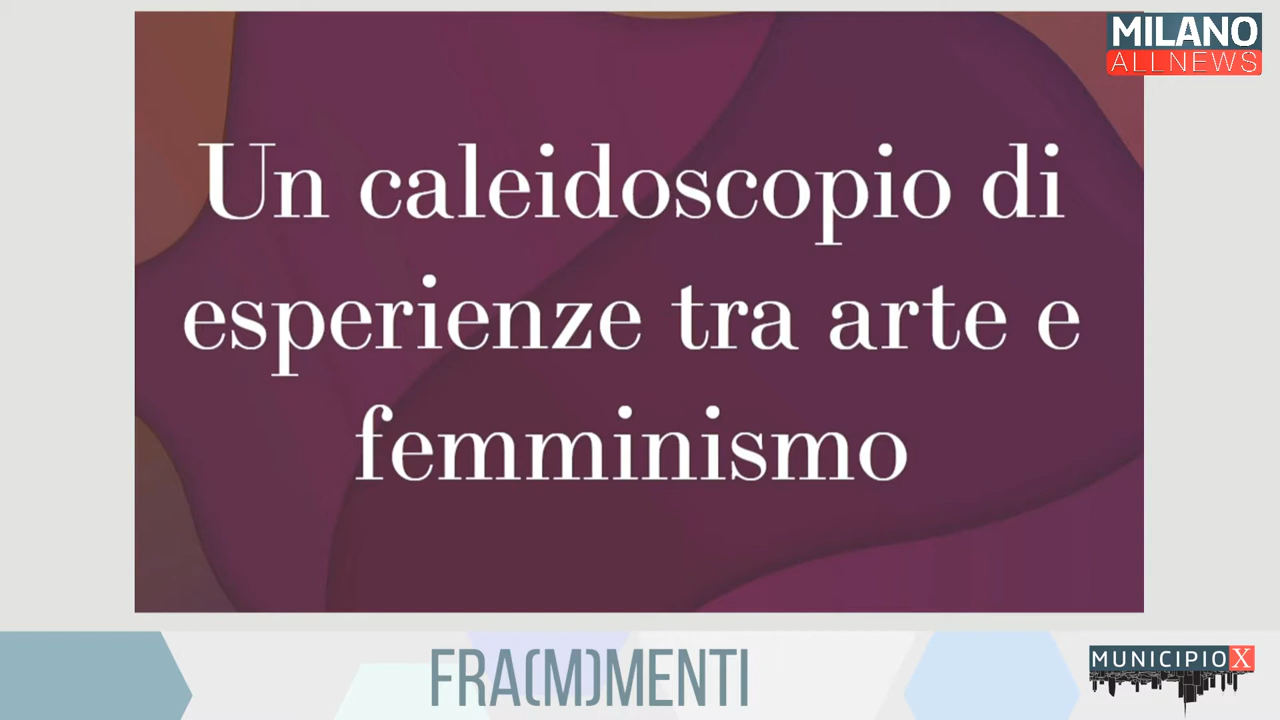 MILANO
ALLNEWS
Un caleidoscopio di
esperienze tra arte e
femminismo
FRA(M)MENTI
MUNICIPIO X